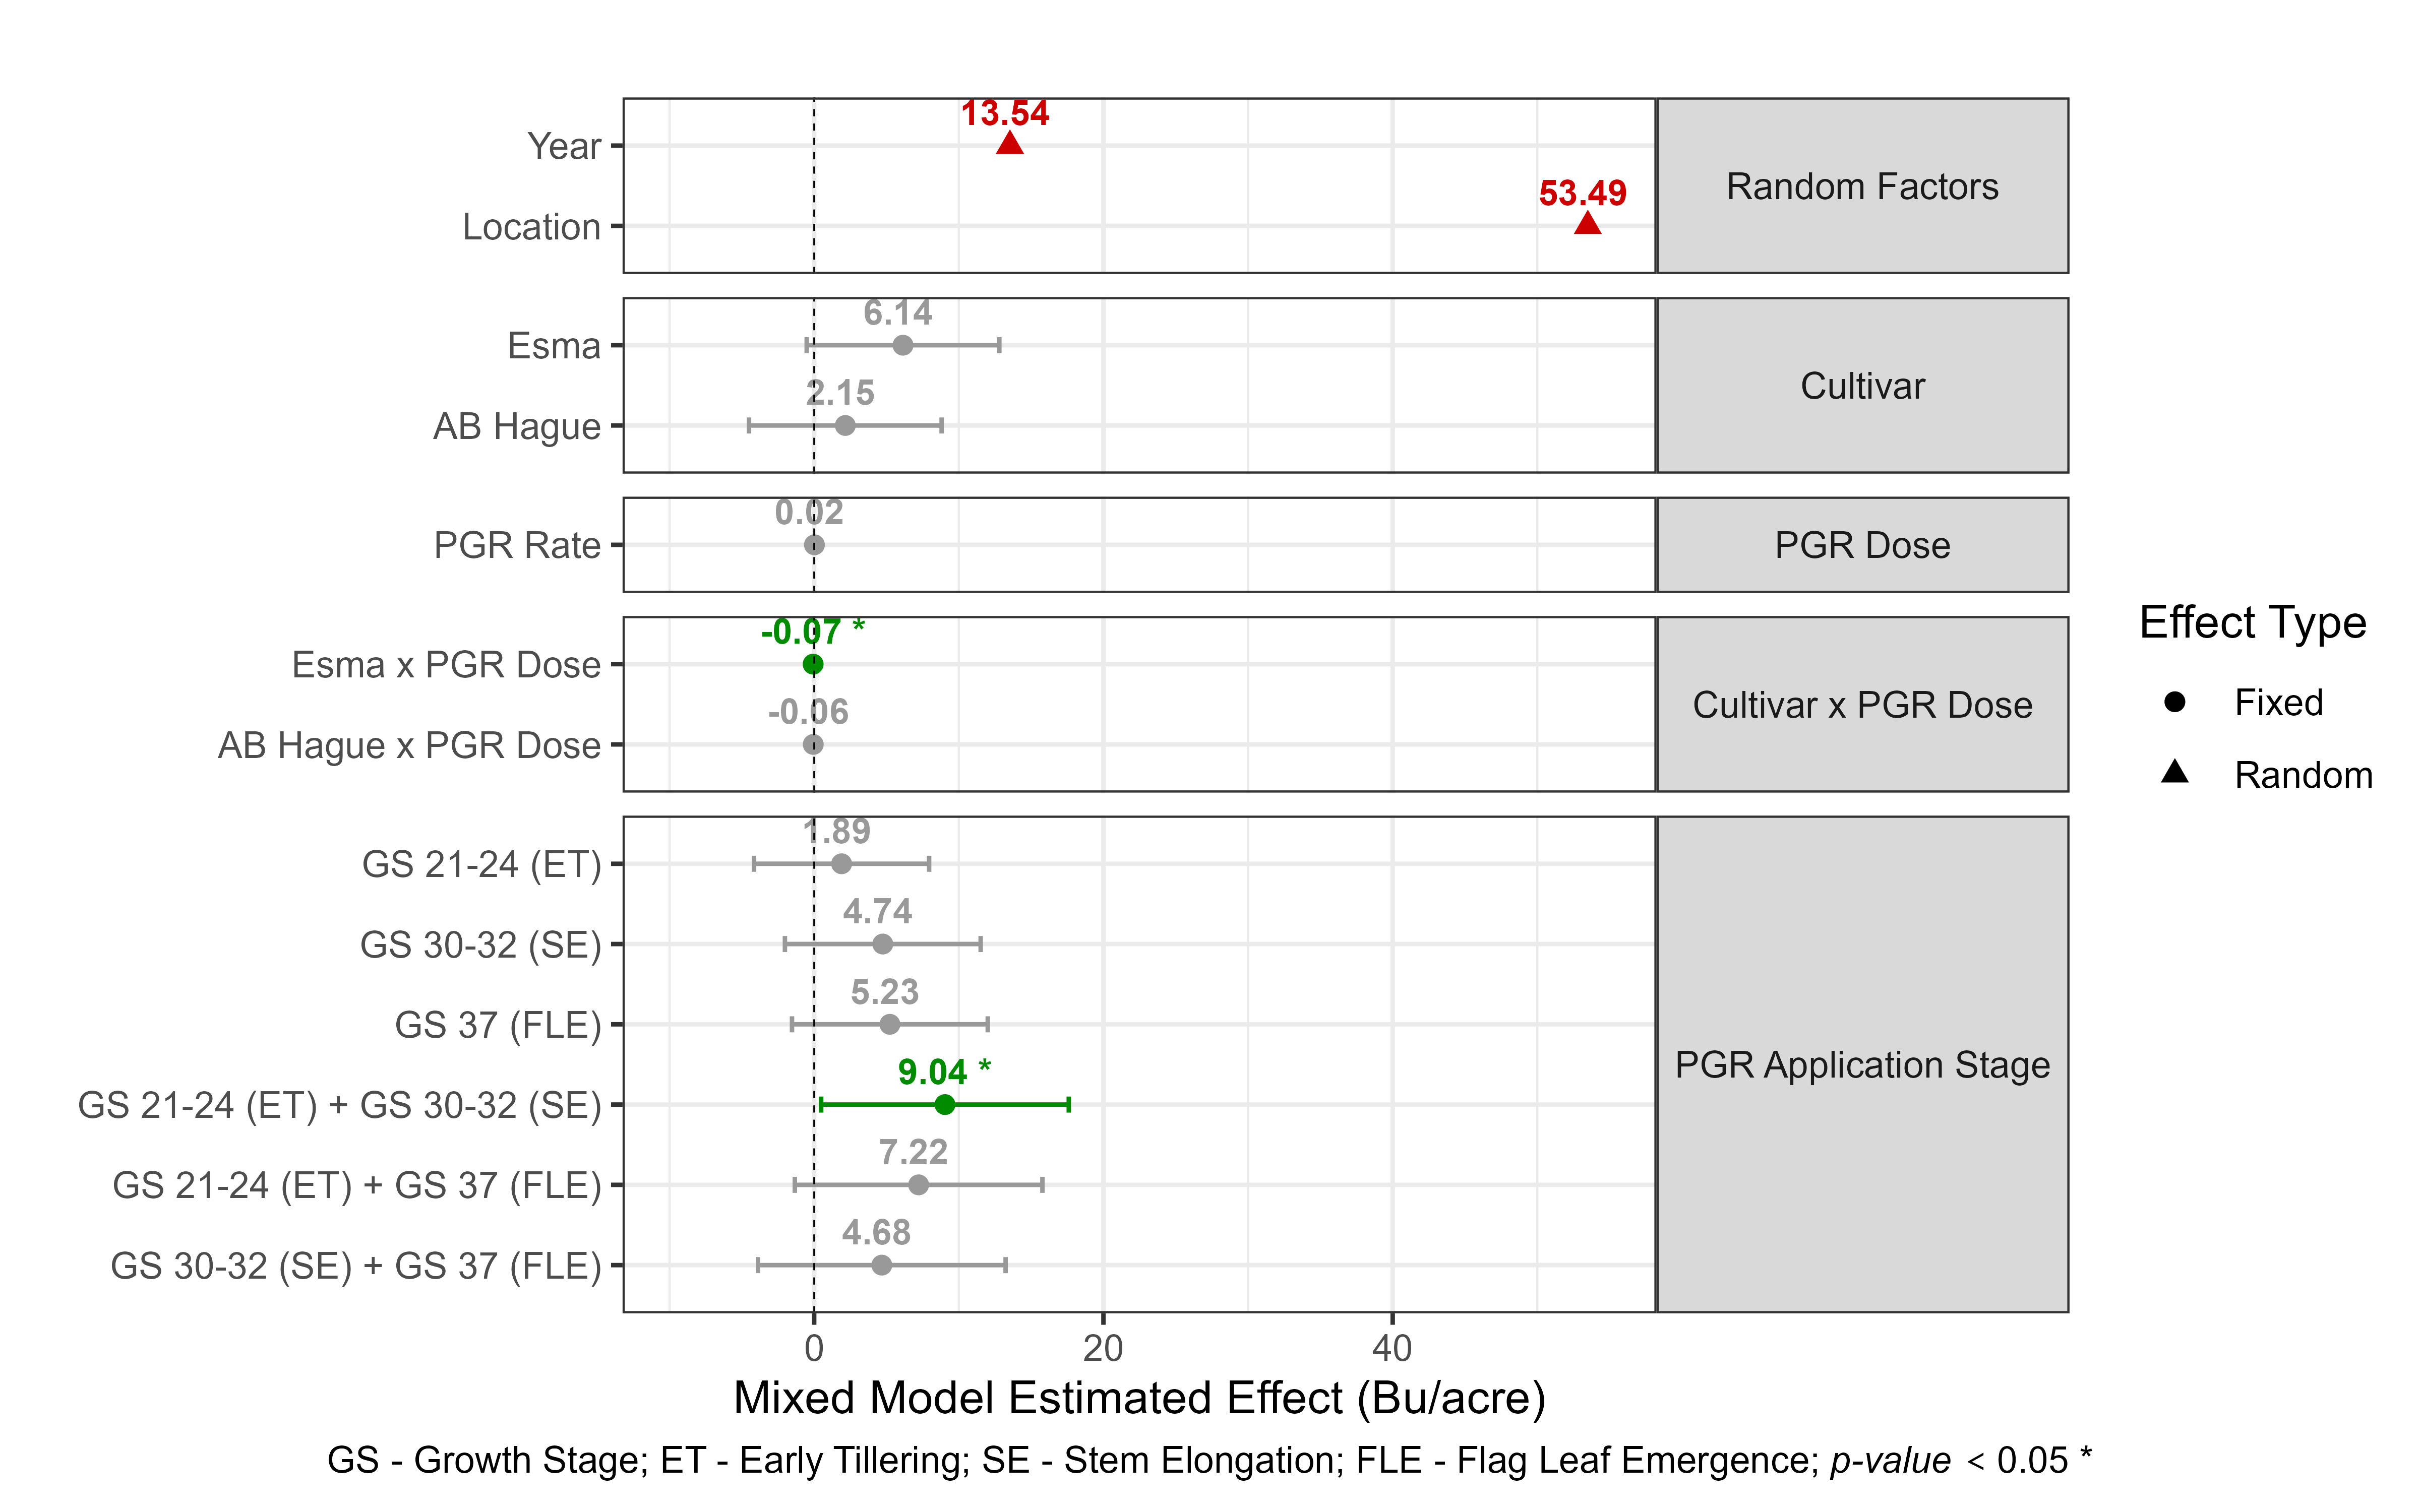 13.54
Year
53.49
Location
Random Factors
6.14
Esma
2.15
AB Hague
Cultivar
0.02
PGR Rate
PGR Dose
-0.07 *
Esma x PGR Dose
-0.06
AB Hague x PGR Dose
Cultivar x PGR Dose
1.89
GS 21-24 (ET)
4.74
GS 30-32 (SE)
5.23
GS 37 (FLE)
9.04 *
GS 21-24 (ET) + GS 30-32 (SE)
7.22
GS 21-24 (ET) + GS 37 (FLE)
4.68
GS 30-32 (SE) + GS 37 (FLE)
PGR Application Stage
0 20 40
Mixed Model Estimated Effect (Bu/acre)
GS - Growth Stage; ET - Early Tillering; SE - Stem Elongation; FLE - Flag Leaf Emergence; p-value < 0.05 *
Effect Type
Fixed
Random